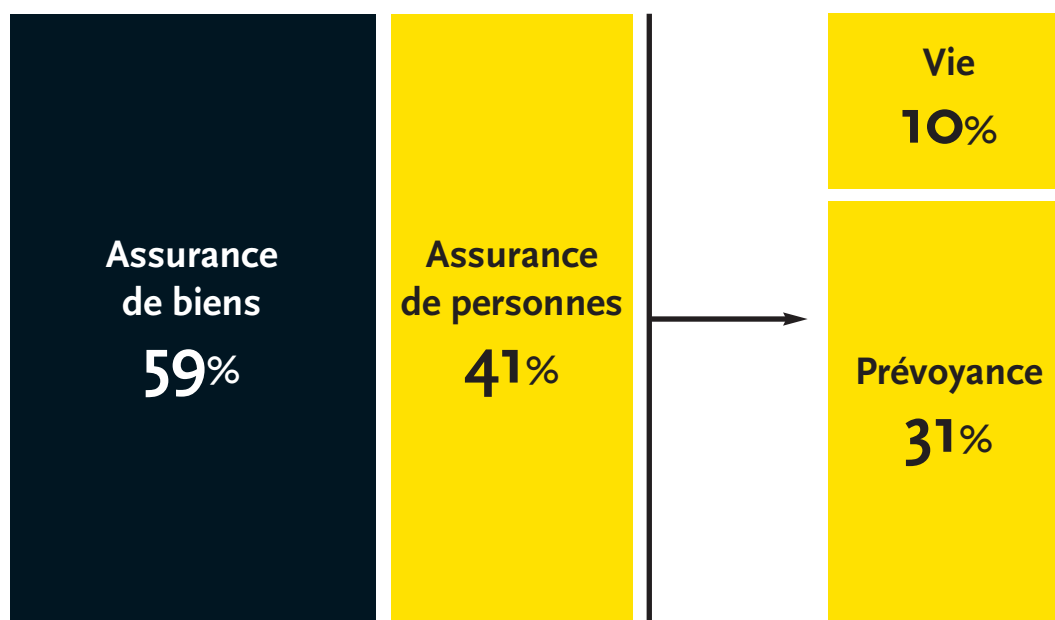 Assurance
de biens
59%
Assurance
de personnes
41%
Vie
10%
Prévoyance
31%